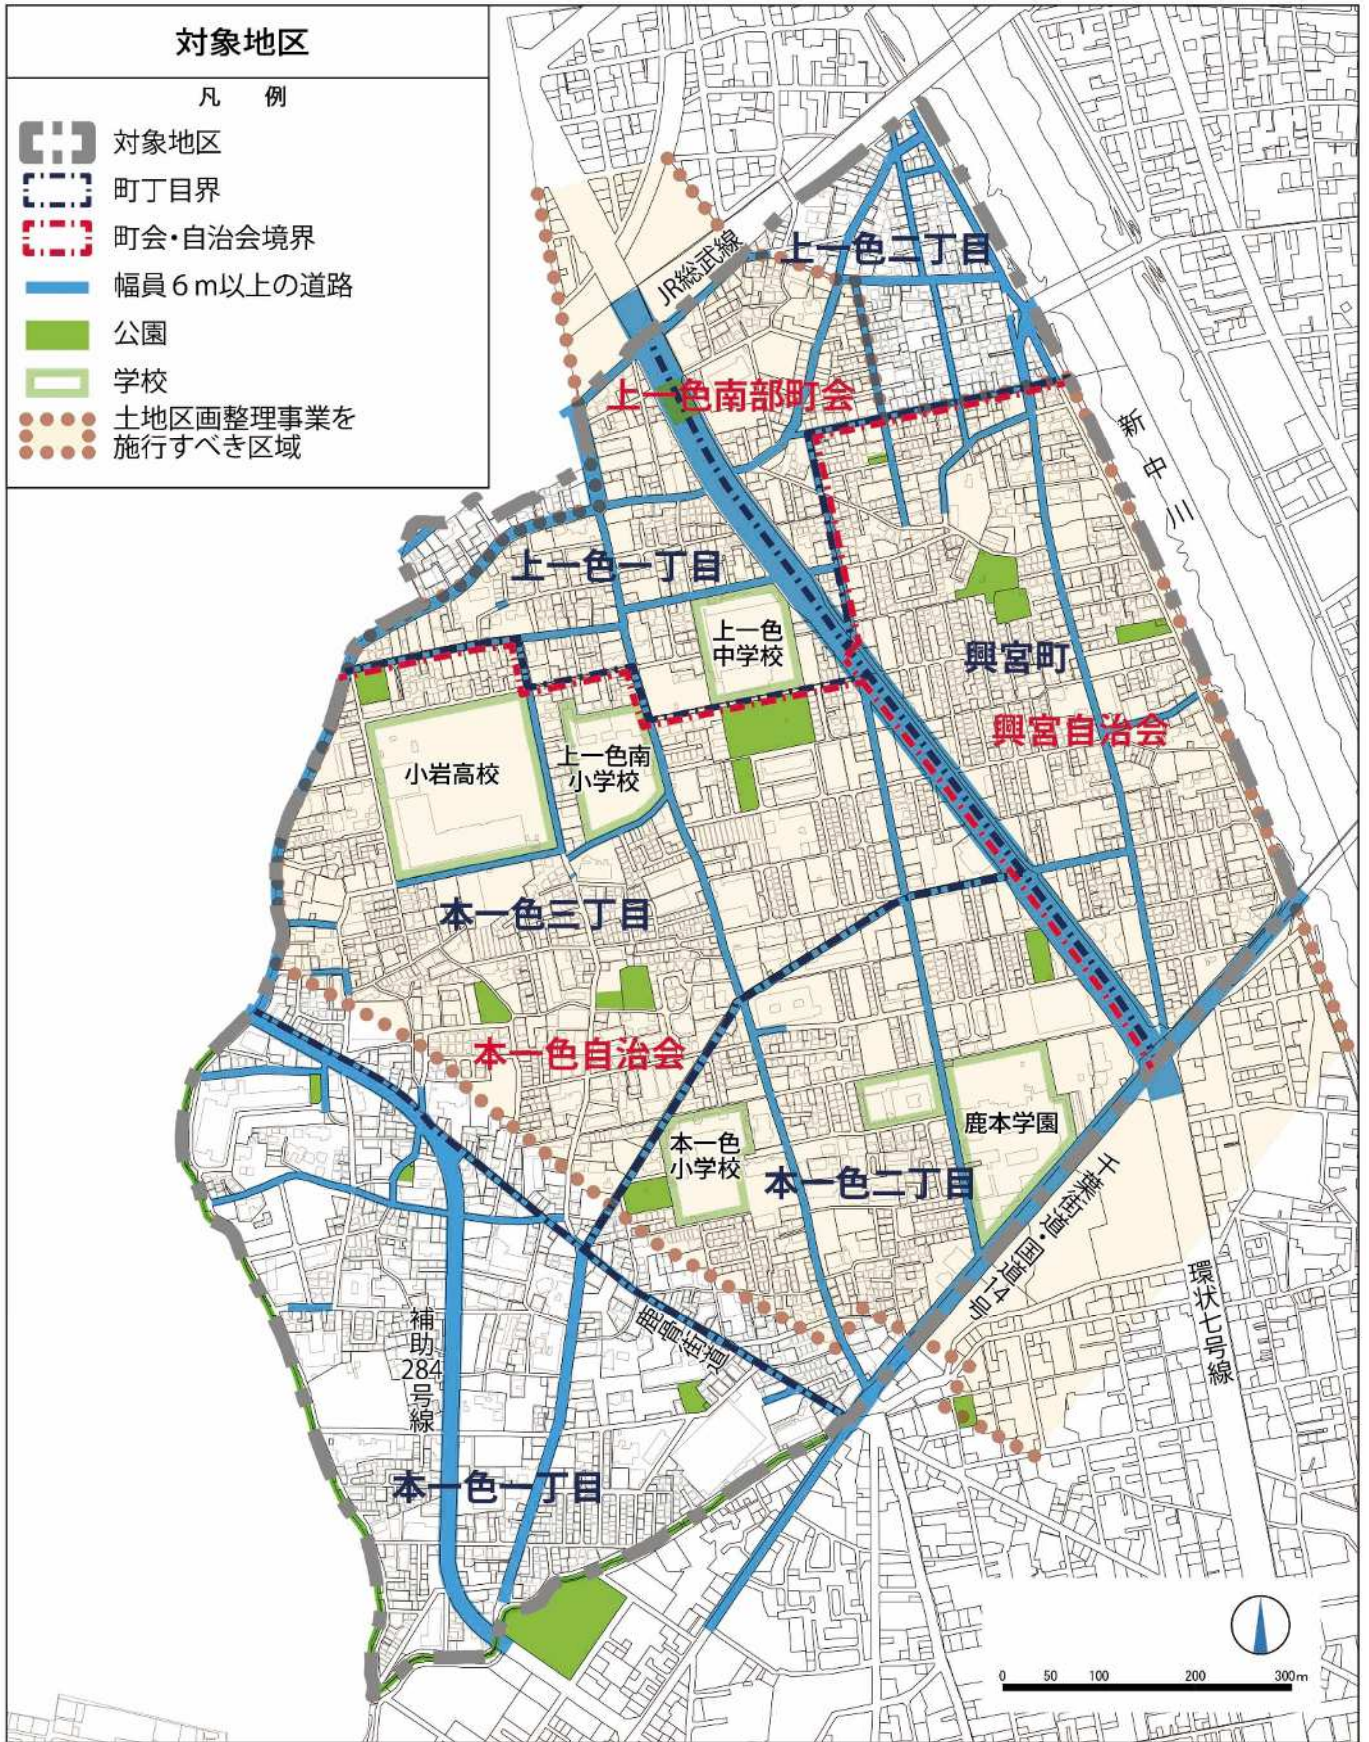 対象地区
凡 例
対象地区
町丁目界
町会・自治会境界
幅員６ｍ以上の道路
公園
学校
土地区画整理事業を
施行すべき区域
上一色二丁目
JR総武線
上一色南部町会
新中川
上一色一丁目
上一色
中学校
興宮町
興宮自治会
小岩高校
上一色南
小学校
本一色三丁目
本一色自治会
鹿本学園
本一色
小学校
本一色二丁目
千葉街道・国道14号
環状七号線
補助284号線
鹿骨街道
本一色一丁目
0 50 100 200 300m